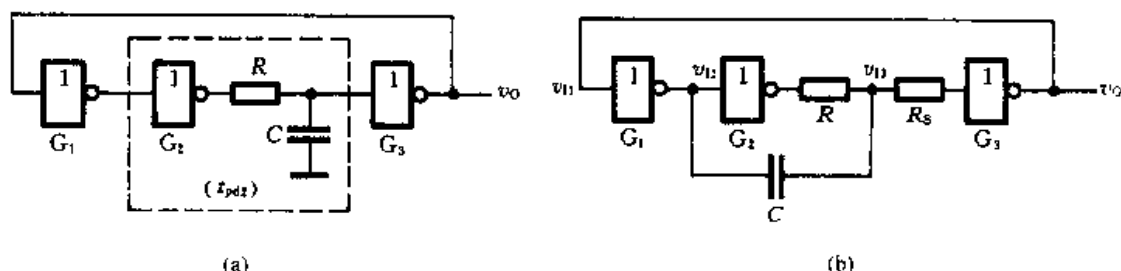 1
G₁
1
G₂
R
C
(t_pd2)
1
G₃
v_O
(a)
v_I1
1
G₁
v_I2
1
G₂
R
v_I3
R_S
1
G₃
v_O
C
(b)